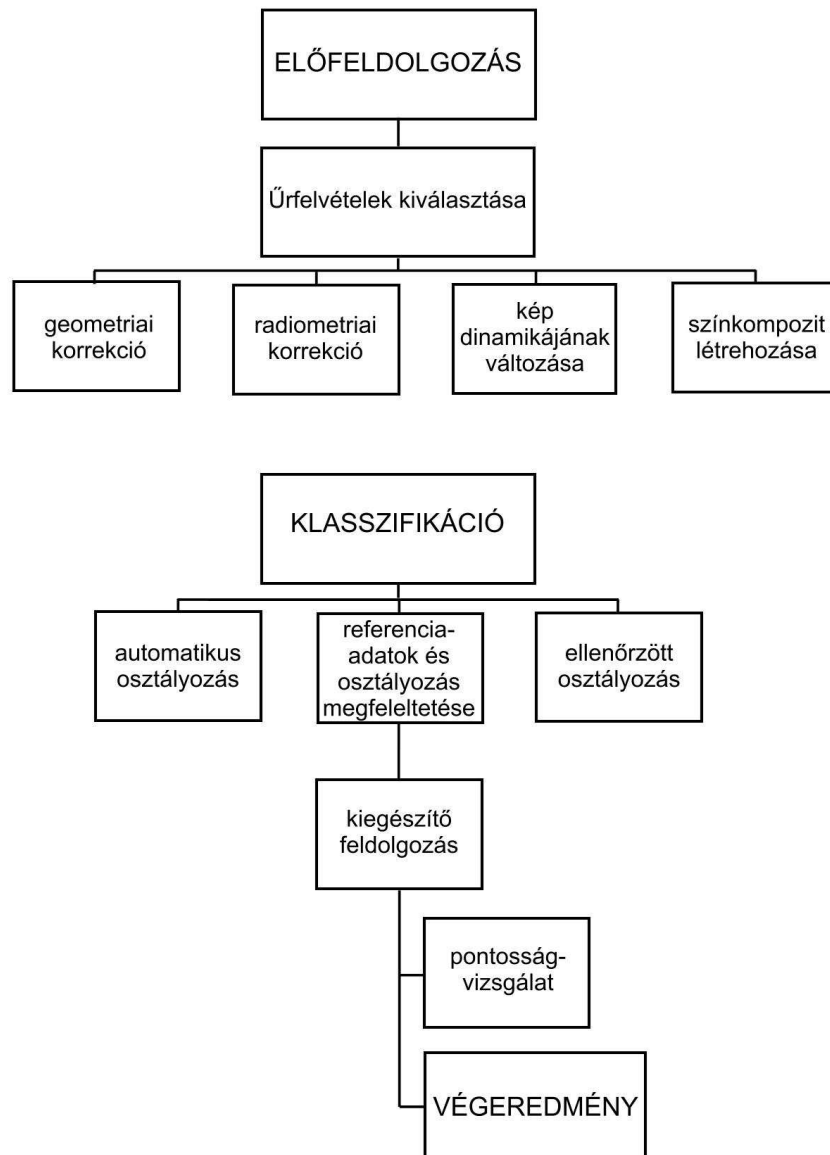 ELŐFELDOLGOZÁS
Űrfelvételek kiválasztása
geometriai
korrekció
radiometriai
korrekció
kép
dinamikájának
változása
színkompozit
létrehozása
KLASSZIFIKÁCIÓ
automatikus
osztályozás
referencia-
adatok és
osztályozás
megfeleltetése
ellenőrzött
osztályozás
kiegészítő
feldolgozás
pontosság-
vizsgálat
VÉGEREDMÉNY